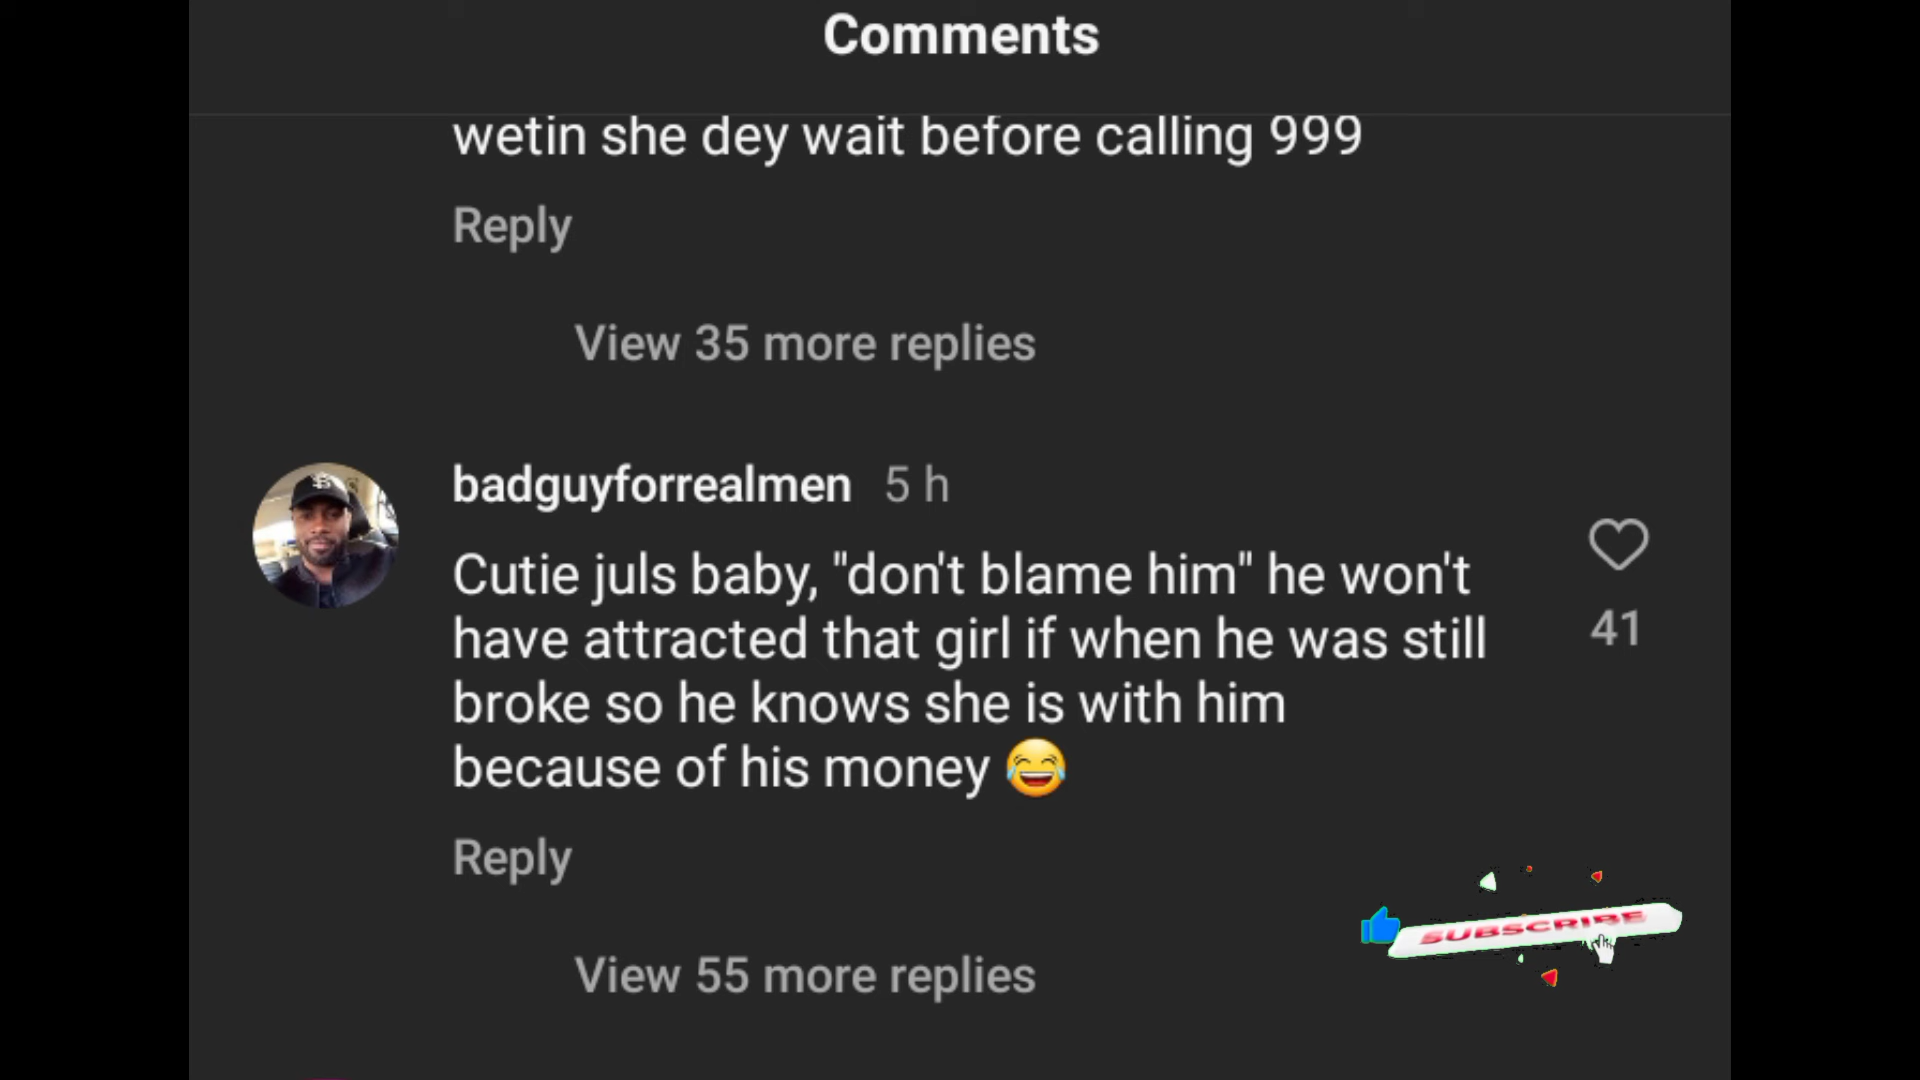 Comments
wetin she dey wait before calling 999
Reply
View 35 more replies
badguyforrealmen 5 h
Cutie juls baby, "don't blame him" he won't
have attracted that girl if when he was still
41
broke so he knows she is with him
because of his money 😂
Reply
SUBSCRIBE
View 55 more replies